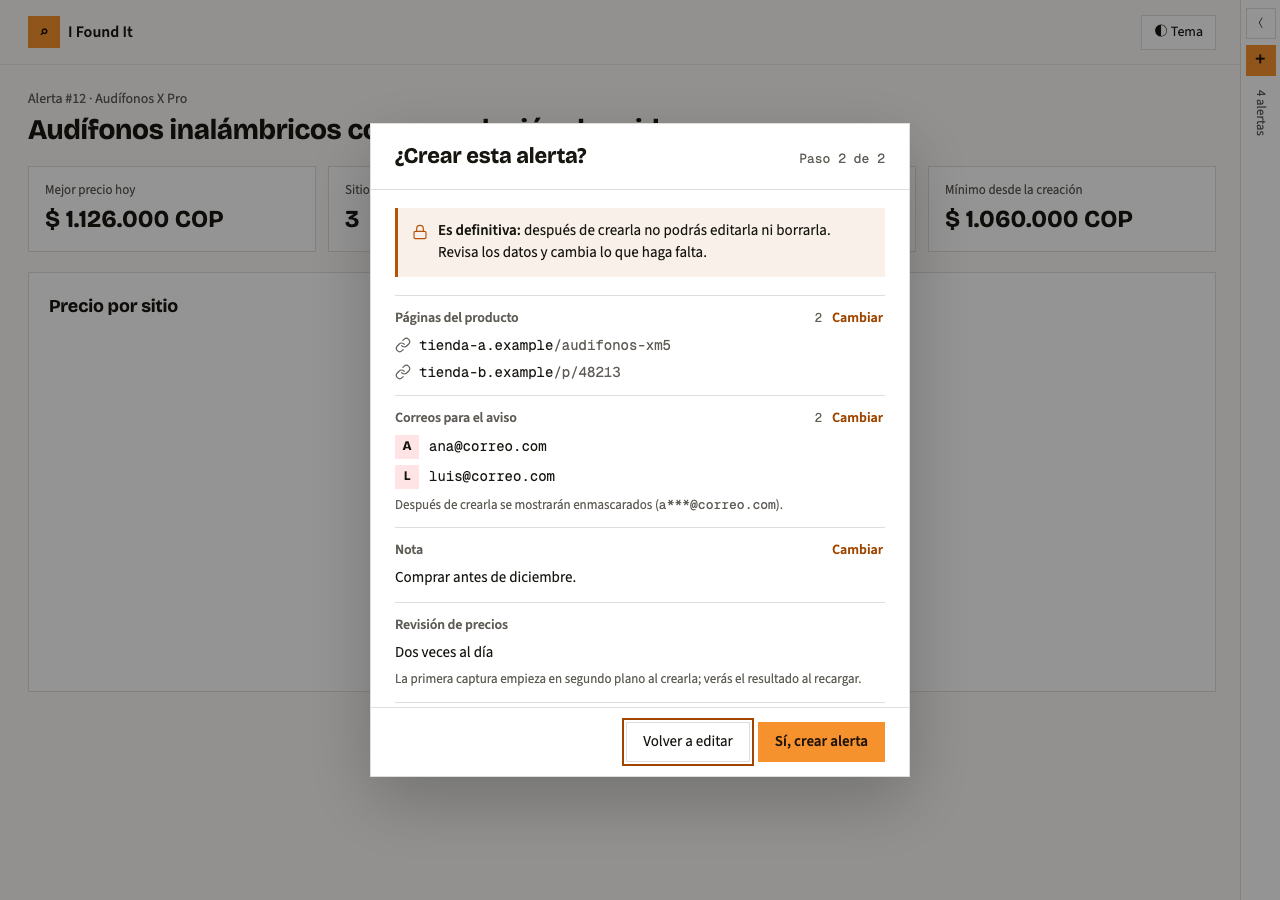 I Found It
Tema
4 alertas
Alerta #12 · Audífonos X Pro
Audífonos inalámbricos
Mejor precio hoy
$ 1.126.000 COP
3
Mínimo desde la creación
$ 1.060.000 COP
Precio por sitio
¿Crear esta alerta?
Paso 2 de 2
Es definitiva: después de crearla no podrás editarla ni borrarla.
Revisa los datos y cambia lo que haga falta.
Páginas del producto
2 Cambiar
tienda-a.example/audifonos-xm5
tienda-b.example/p/48213
Correos para el aviso
2 Cambiar
A ana@correo.com
L luis@correo.com
Después de crearla se mostrarán enmascarados (a***@correo.com).
Nota
Cambiar
Comprar antes de diciembre.
Revisión de precios
Dos veces al día
La primera captura empieza en segundo plano al crearla; verás el resultado al recargar.
Volver a editar
Sí, crear alerta